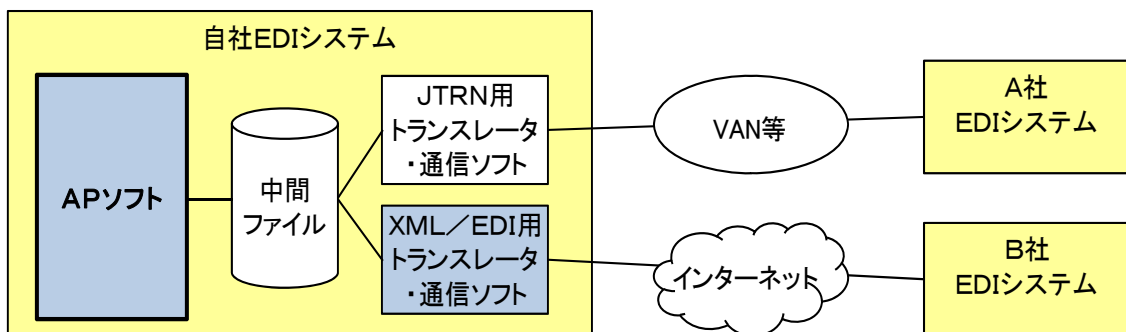 自社EDIシステム
APソフト
中間
ファイル
JTRN用
トランスレータ
・通信ソフト
XML／EDI用
トランスレータ
・通信ソフト
VAN等
インターネット
A社
EDIシステム
B社
EDIシステム